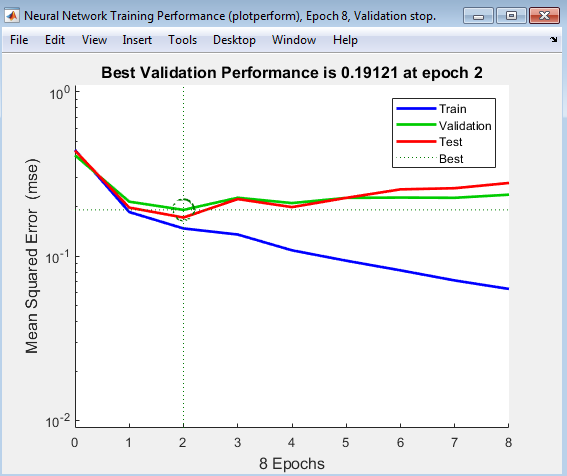 Neural Network Training Performance (plotperform), Epoch 8, Validation stop.
File Edit View Insert Tools Desktop Window Help
Best Validation Performance is 0.19121 at epoch 2
10^0
Train
Validation
Test
Best
Mean Squared Error (mse)
10^-1
10^-2
0 1 2 3 4 5 6 7 8
8 Epochs